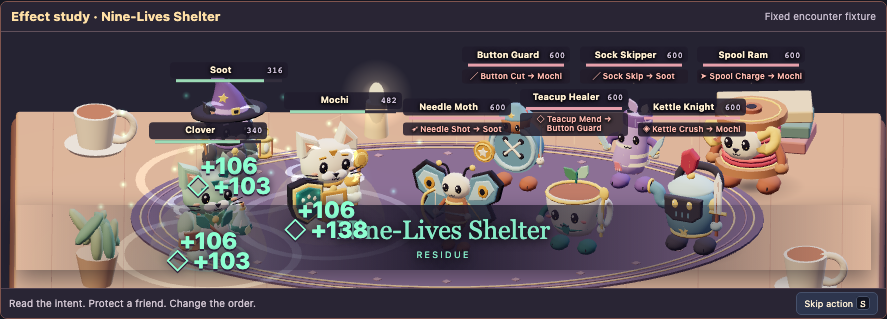 Effect study · Nine-Lives Shelter
Fixed encounter fixture
Button Guard 600
Button Cut → Mochi
Sock Skipper 600
Sock Skip → Soot
Spool Ram 600
Spool Charge → Mochi
Soot 316
Mochi 482
Needle Moth 600
Needle Shot → Soot
Teacup Healer 600
Teacup Mend →
Button Guard
Kettle Knight 600
Kettle Crush → Mochi
Clover 340
+106
+103
+106
+138
+106
+103
ne-Lives Shelter
RESIDUE
Read the intent. Protect a friend. Change the order.
Skip action S